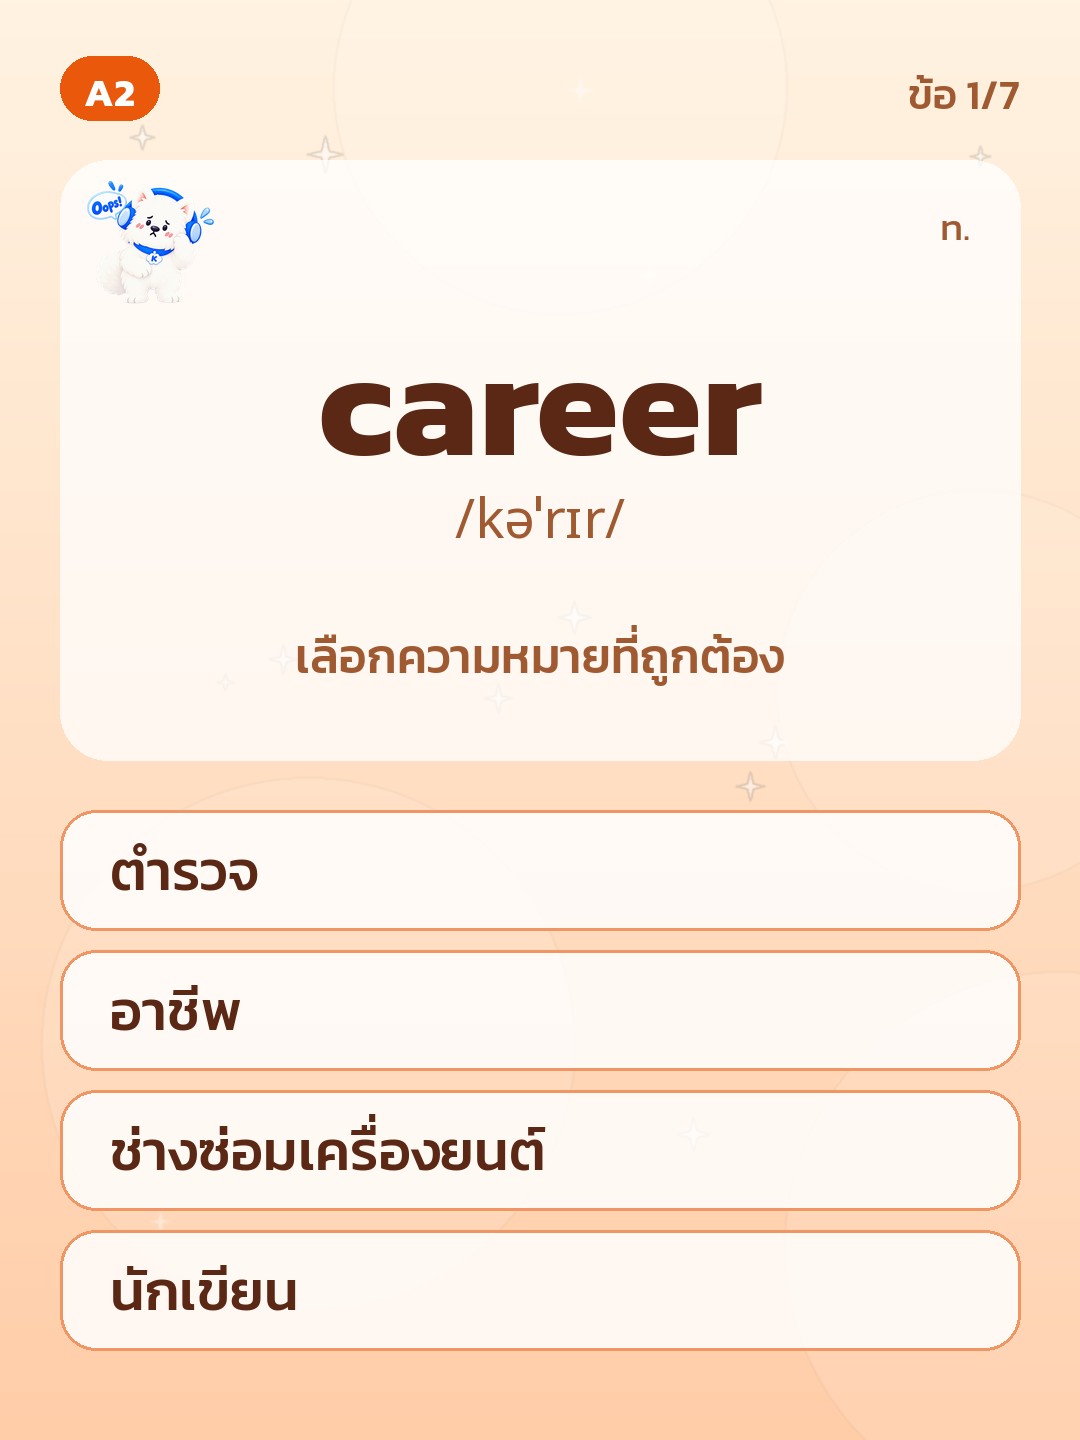 A2
ข้อ 1/7
Oops!
n.
K
career
/kəˈrɪr/
เลือกความหมายที่ถูกต้อง
ตำรวจ
อาชีพ
ช่างซ่อมเครื่องยนต์
นักเขียน